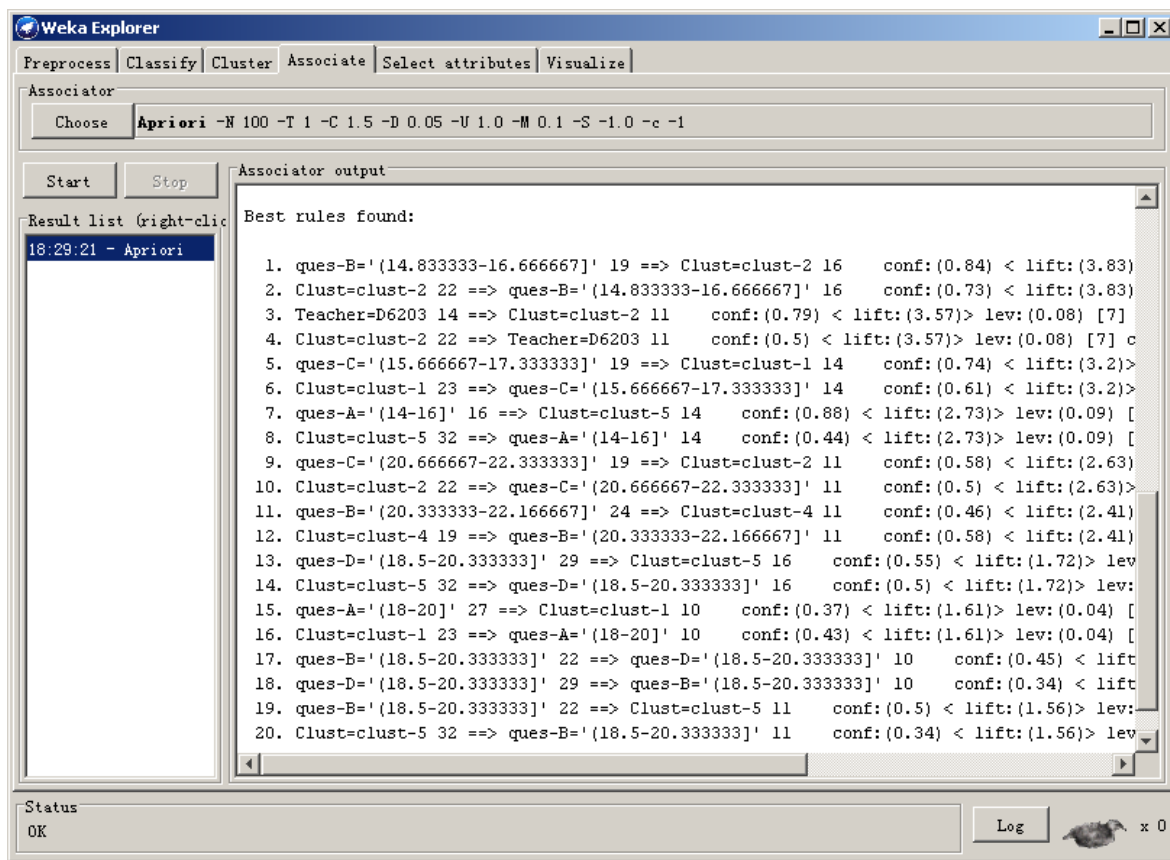 Weka Explorer
Preprocess Classify Cluster Associate Select attributes Visualize
Associator
Choose Apriori -N 100 -T 1 -C 1.5 -D 0.05 -U 1.0 -M 0.1 -S -1.0 -c -1
Start Stop
Result list (right-clic
18:29:21 - Apriori
Associator output
Best rules found:
1. ques-B='(14.833333-16.666667]' 19 ==> Clust=clust-2 16 conf:(0.84) < lift:(3.83)
2. Clust=clust-2 22 ==> ques-B='(14.833333-16.666667]' 16 conf:(0.73) < lift:(3.83)
3. Teacher=D6203 14 ==> Clust=clust-2 11 conf:(0.79) < lift:(3.57)> lev:(0.08) [7]
4. Clust=clust-2 22 ==> Teacher=D6203 11 conf:(0.5) < lift:(3.57)> lev:(0.08) [7] c
5. ques-C='(15.666667-17.333333]' 19 ==> Clust=clust-1 14 conf:(0.74) < lift:(3.2)>
6. Clust=clust-1 23 ==> ques-C='(15.666667-17.333333]' 14 conf:(0.61) < lift:(3.2)>
7. ques-A='(14-16]' 16 ==> Clust=clust-5 14 conf:(0.88) < lift:(2.73)> lev:(0.09) [
8. Clust=clust-5 32 ==> ques-A='(14-16]' 14 conf:(0.44) < lift:(2.73)> lev:(0.09) [
9. ques-C='(20.666667-22.333333]' 19 ==> Clust=clust-2 11 conf:(0.58) < lift:(2.63)
10. Clust=clust-2 22 ==> ques-C='(20.666667-22.333333]' 11 conf:(0.5) < lift:(2.63)>
11. ques-B='(20.333333-22.166667]' 24 ==> Clust=clust-4 11 conf:(0.46) < lift:(2.41)
12. Clust=clust-4 19 ==> ques-B='(20.333333-22.166667]' 11 conf:(0.58) < lift:(2.41)
13. ques-D='(18.5-20.333333]' 29 ==> Clust=clust-5 16 conf:(0.55) < lift:(1.72)> lev
14. Clust=clust-5 32 ==> ques-D='(18.5-20.333333]' 16 conf:(0.5) < lift:(1.72)> lev:
15. ques-A='(18-20]' 27 ==> Clust=clust-1 10 conf:(0.37) < lift:(1.61)> lev:(0.04) [
16. Clust=clust-1 23 ==> ques-A='(18-20]' 10 conf:(0.43) < lift:(1.61)> lev:(0.04) [
17. ques-B='(18.5-20.333333]' 22 ==> ques-D='(18.5-20.333333]' 10 conf:(0.45) < lift
18. ques-D='(18.5-20.333333]' 29 ==> ques-B='(18.5-20.333333]' 10 conf:(0.34) < lift
19. ques-B='(18.5-20.333333]' 22 ==> Clust=clust-5 11 conf:(0.5) < lift:(1.56)> lev:
20. Clust=clust-5 32 ==> ques-B='(18.5-20.333333]' 11 conf:(0.34) < lift:(1.56)> lev
Status
OK
Log x 0